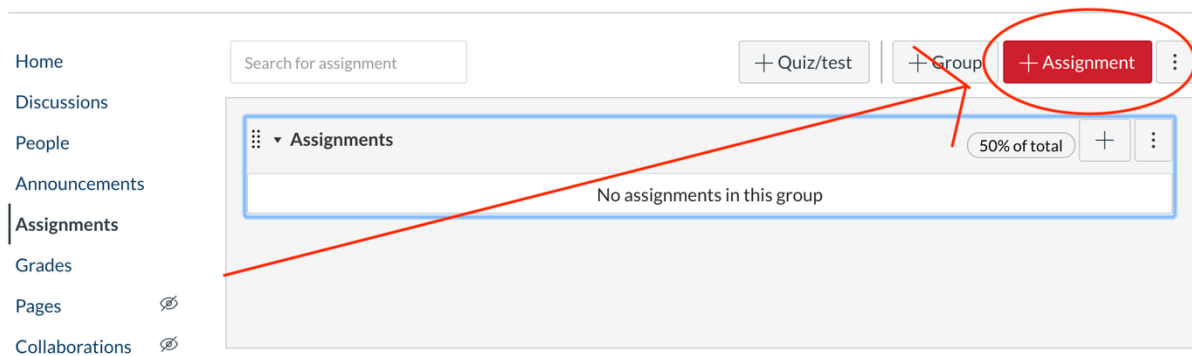 Home
Discussions
People
Announcements
Assignments
Grades
Pages
Collaborations
Search for assignment
+ Quiz/test
+ Group
+ Assignment
Assignments
50% of total
+
No assignments in this group